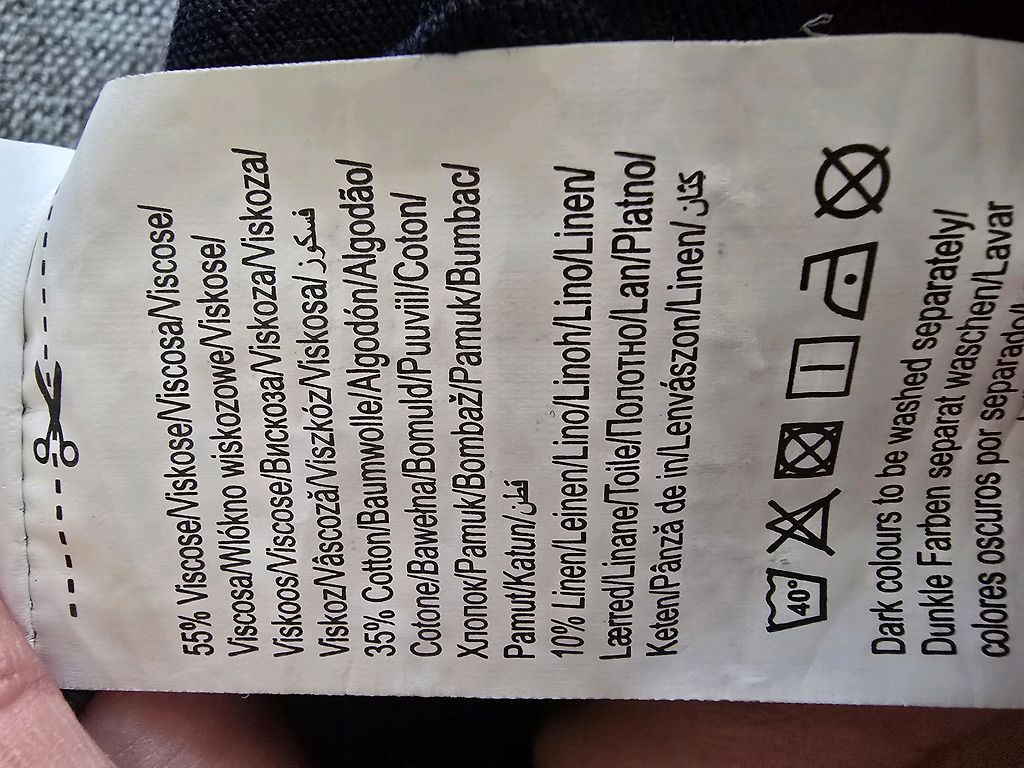 55% Viscose/Viskose/Viscosa/Viscose/
Viscosa/Włókno wiskozowe/Viskose/
Viskoos/Viscose/Вискоза/Viskoza/Viskoza/
Viskoz/Vâscoză/Viszkóz/Viskosa/ فسكوز
35% Cotton/Baumwolle/Algodón/Algodão/
Cotone/Bawełna/Bomuld/Puuvill/Coton/
Хлопок/Pamuk/Bombaž/Pamuk/Bumbac/
Pamut/Katun/ قطن
10% Linen/Leinen/Lino/Linoh/Lino/Linen/
Lærred/Linane/Toile/Полотно/Lan/Platno/
Keten/Pânză de in/Lenvászon/Linen/ كتان
40°
Dark colours to be washed separately/
Dunkle Farben separat waschen/Lavar
colores oscuros por separado/